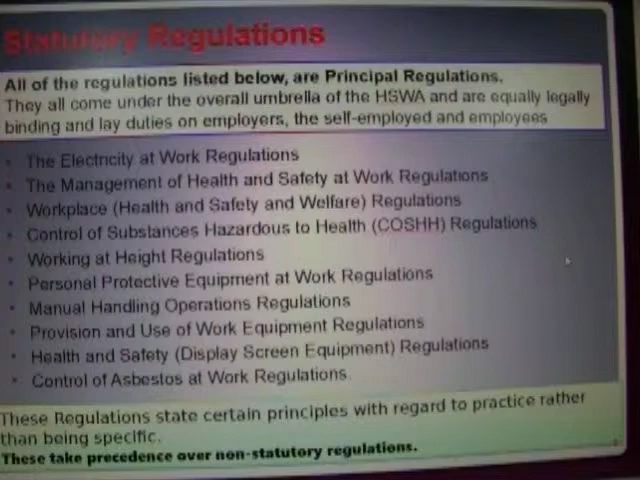 Statutory Regulations
All of the regulations listed below, are Principal Regulations.
They all come under the overall umbrella of the HSWA and are equally legally
binding and lay duties on employers, the self-employed and employees
• The Electricity at Work Regulations
• The Management of Health and Safety at Work Regulations
• Workplace (Health and Safety and Welfare) Regulations
• Control of Substances Hazardous to Health (COSHH) Regulations
• Working at Height Regulations
• Personal Protective Equipment at Work Regulations
• Manual Handling Operations Regulations
• Provision and Use of Work Equipment Regulations
• Health and Safety (Display Screen Equipment) Regulations
• Control of Asbestos at Work Regulations
These Regulations state certain principles with regard to practice rather
than being specific.
These take precedence over non-statutory regulations.